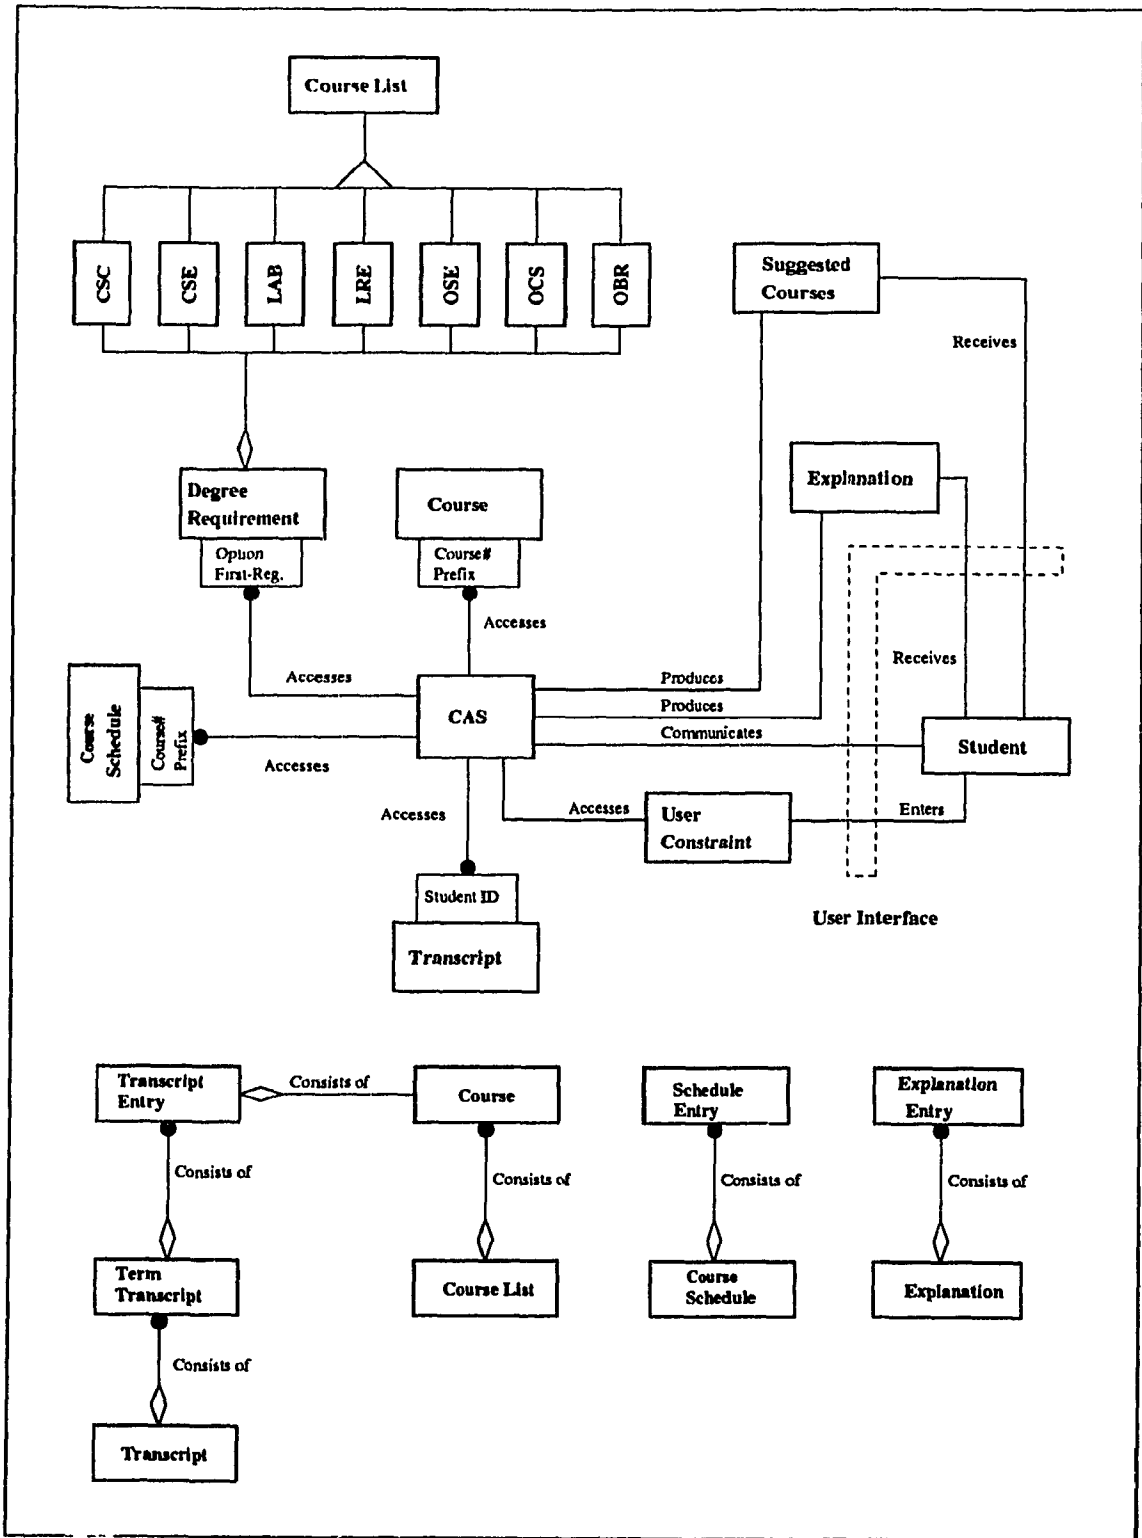 Course List
CSC
CSE
LAB
LRE
OSE
OCS
OBR
Suggested
Courses
Receives
Degree
Requirement
Option
First-Reg.
Course
Course#
Prefix
Explanation
Accesses
Accesses
Receives
Course
Schedule
Course#
Prefix
Accesses
CAS
Produces
Produces
Communicates
Student
Accesses
Accesses
User
Constraint
Enters
Student ID
Transcript
User Interface
Transcript
Entry
Consists of
Course
Schedule
Entry
Explanation
Entry
Consists of
Consists of
Consists of
Consists of
Term
Transcript
Course List
Course
Schedule
Explanation
Consists of
Transcript